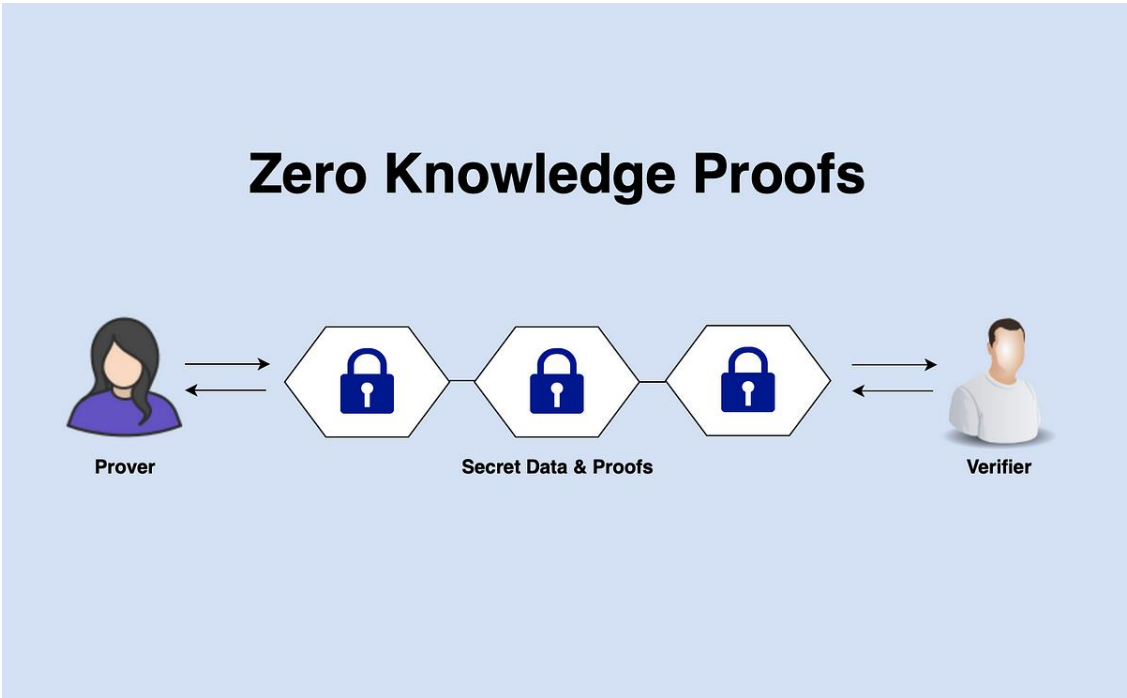 Zero Knowledge Proofs
Prover
Secret Data & Proofs
Verifier